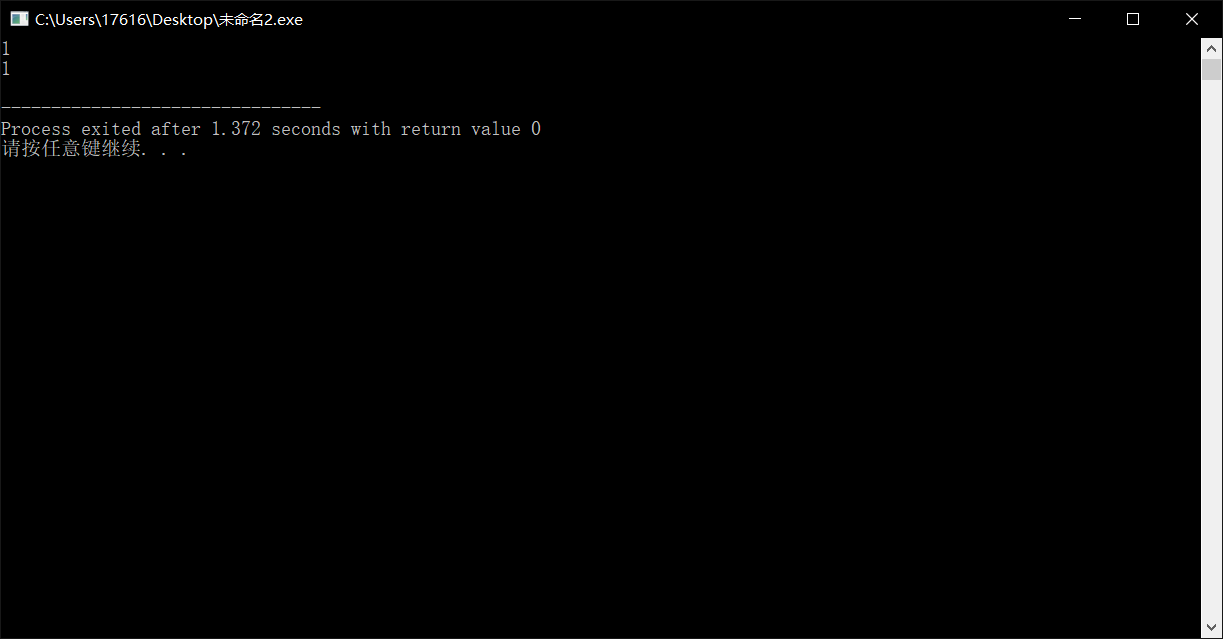 C:\Users\17616\Desktop\未命名2.exe
1
1
--------------------------------
Process exited after 1.372 seconds with return value 0
请按任意键继续. . .